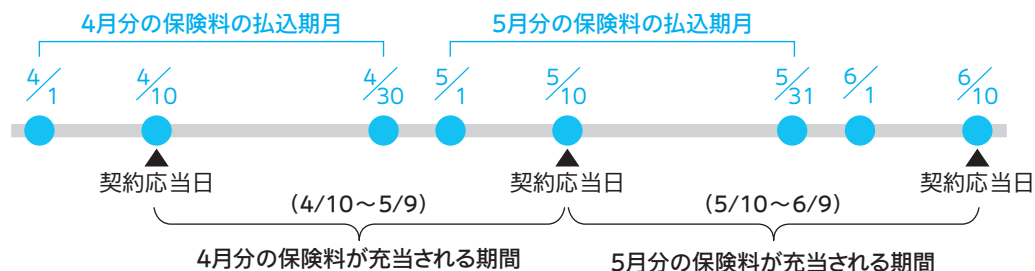 4月分の保険料の払込期月
5月分の保険料の払込期月
4/1
4/10
4/30
5/1
5/10
5/31
6/1
6/10
契約応当日
契約応当日
契約応当日
（4/10〜5/9）
（5/10〜6/9）
4月分の保険料が充当される期間
5月分の保険料が充当される期間